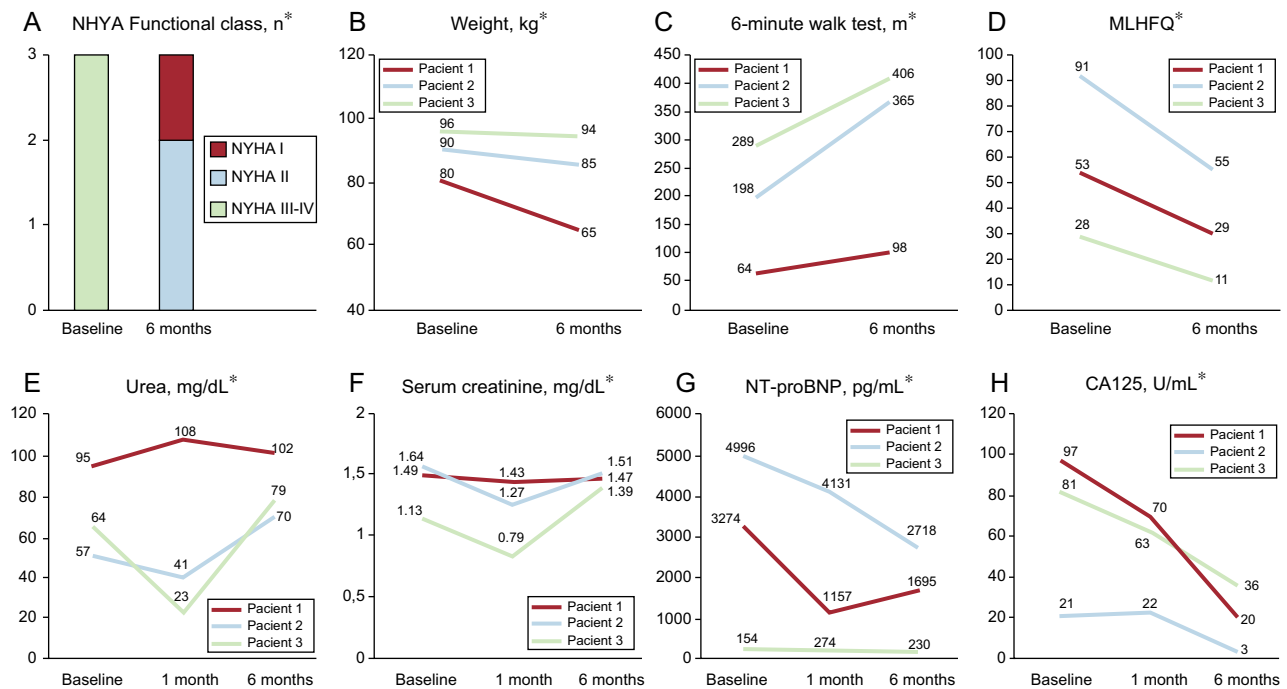 A NHYA Functional class, n*
3
2
1
0
NYHA I
NYHA II
NYHA III-IV
Baseline 6 months
B Weight, kg*
120
100
80
60
40
Pacient 1
Pacient 2
Pacient 3
96 94
90 85
80 65
Baseline 6 months
C 6-minute walk test, m*
450
400
350
300
250
200
150
100
50
0
Pacient 1
Pacient 2
Pacient 3
289 406
198 365
64 98
Baseline 6 months
D MLHFQ*
100
90
80
70
60
50
40
30
20
10
0
Pacient 1
Pacient 2
Pacient 3
91 55
53 29
28 11
Baseline 6 months
E Urea, mg/dL*
120
100
80
60
40
20
0
95 108 102
64 23 79
57 41 70
Pacient 1
Pacient 2
Pacient 3
Baseline 1 month 6 months
F Serum creatinine, mg/dL*
2
1.5
1
0,5
0
1.64 1.27 1.51
1.49 1.43 1.47
1.13 0.79 1.39
Pacient 1
Pacient 2
Pacient 3
Baseline 1 month 6 months
G NT-proBNP, pg/mL*
6000
5000
4000
3000
2000
1000
0
Pacient 1
Pacient 2
Pacient 3
4996 4131 2718
3274 1157 1695
154 274 230
Baseline 1 month 6 months
H CA125, U/mL*
120
100
80
60
40
20
0
Pacient 1
Pacient 2
Pacient 3
97 70 20
81 63 36
21 22 3
Baseline 1 month 6 months